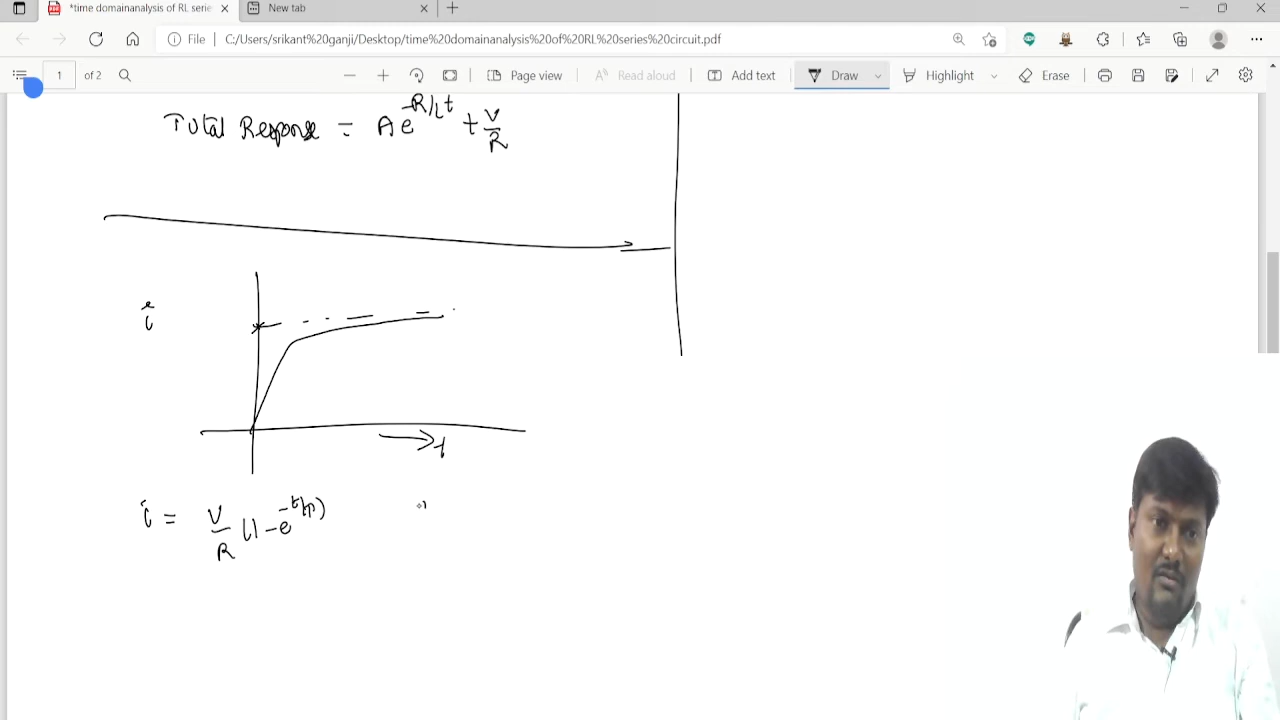 *time domainanalysis of RL serie
New tab
File
C:/Users/srikant%20ganji/Desktop/time%20domainanalysis%20of%20RL%20series%20circuit.pdf
1 of 2
Page view
Read aloud
Add text
Draw
Highlight
Erase
Total Response = Ae^-R/L t + V/R
i
t
i = V/R (1-e^-t/τ)